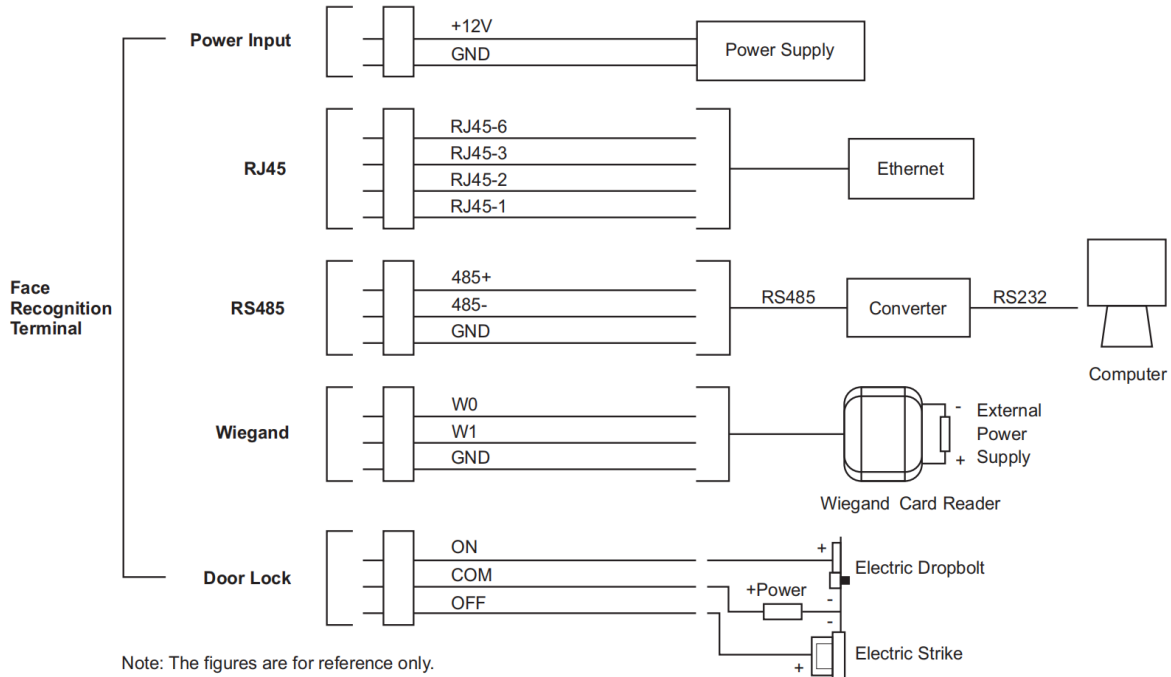 Power Input
+12V
GND
Power Supply
RJ45
RJ45-6
RJ45-3
RJ45-2
RJ45-1
Ethernet
Face
Recognition
Terminal
RS485
485+
485-
GND
RS485
Converter
RS232
Computer
Wiegand
W0
W1
GND
-
External
Power
+ Supply
Wiegand Card Reader
Door Lock
ON
COM
OFF
+
Electric Dropbolt
+Power
-
-
Electric Strike
+
Note: The figures are for reference only.